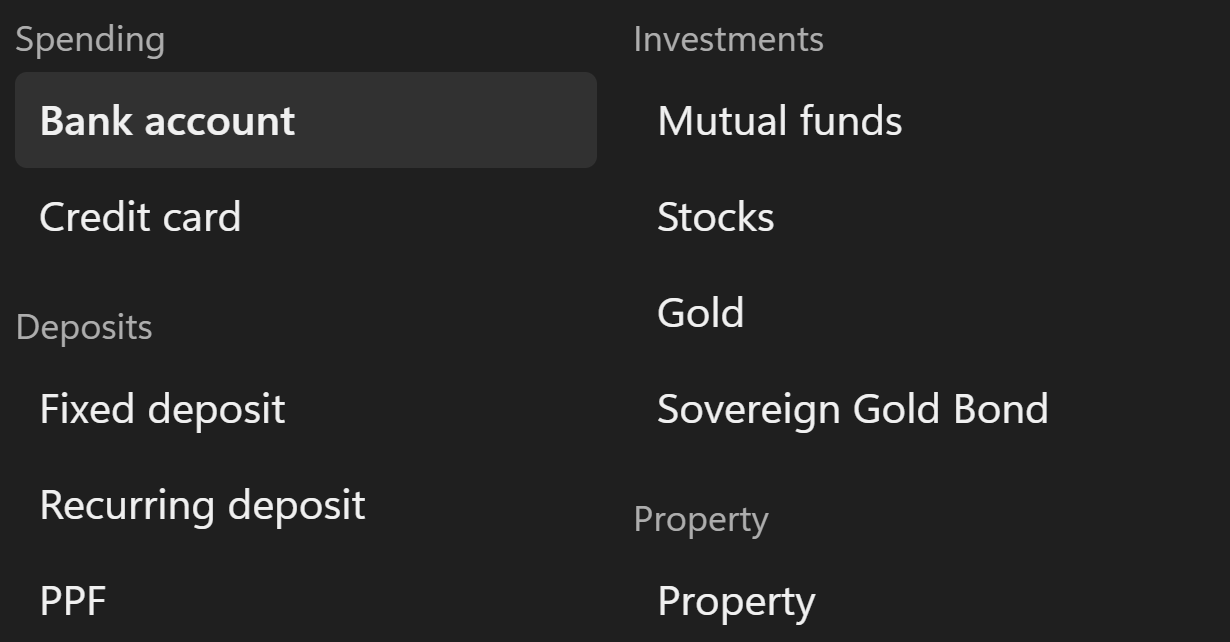 Spending
Bank account
Credit card
Deposits
Fixed deposit
Recurring deposit
PPF
Investments
Mutual funds
Stocks
Gold
Sovereign Gold Bond
Property
Property